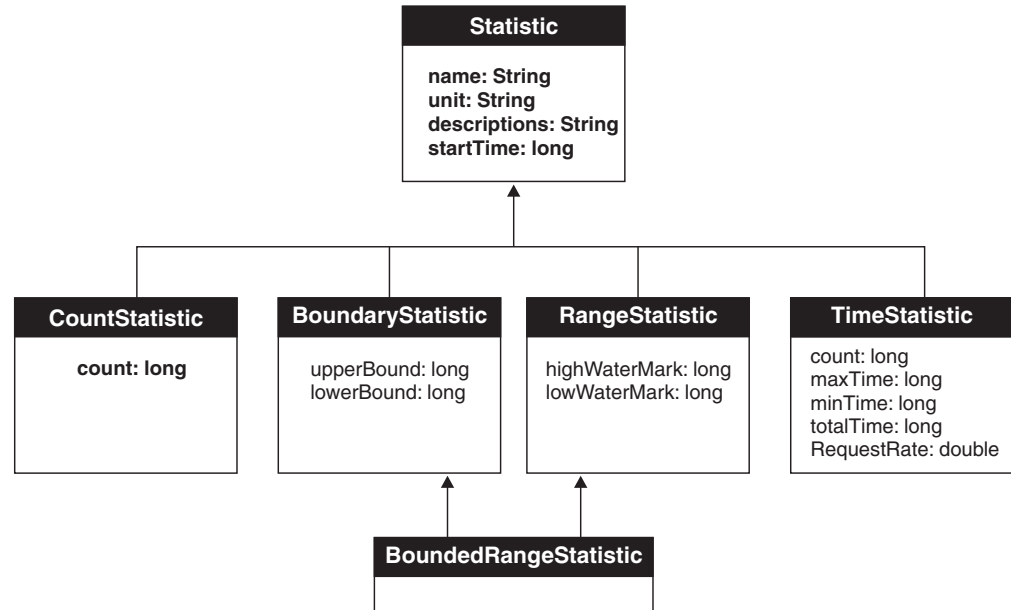 Statistic
name: String
unit: String
descriptions: String
startTime: long
CountStatistic
count: long
BoundaryStatistic
upperBound: long
lowerBound: long
RangeStatistic
highWaterMark: long
lowWaterMark: long
TimeStatistic
count: long
maxTime: long
minTime: long
totalTime: long
RequestRate: double
BoundedRangeStatistic